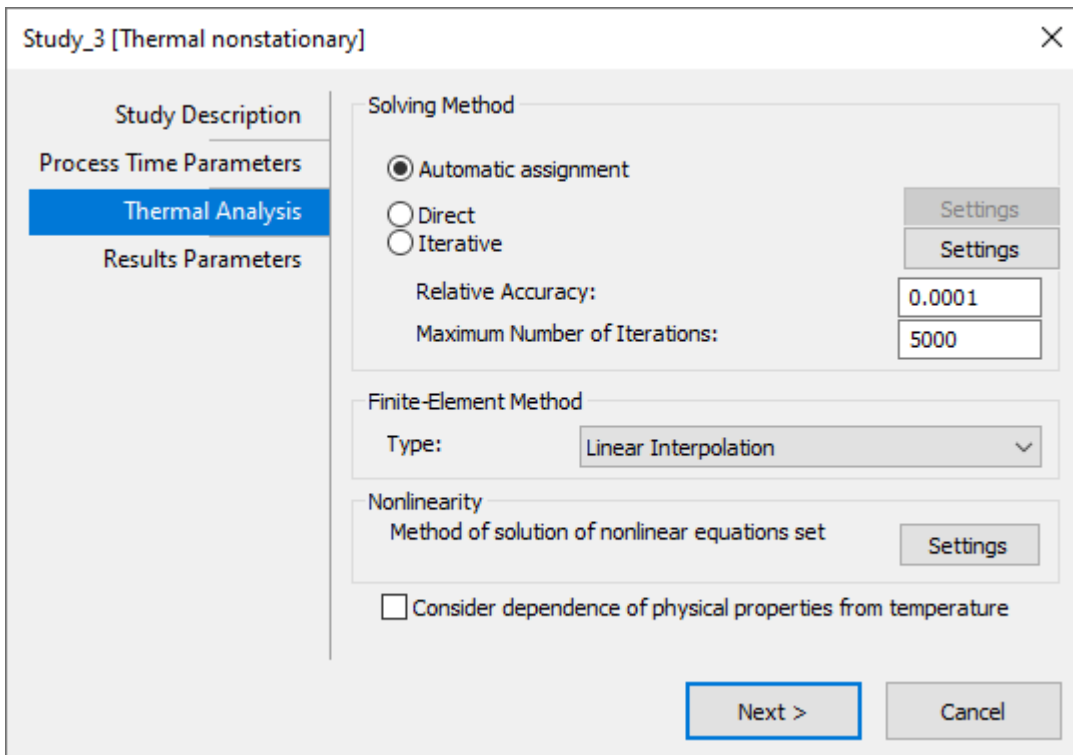 Study_3 [Thermal nonstationary]
Study Description
Process Time Parameters
Thermal Analysis
Results Parameters
Solving Method
Automatic assignment
Direct
Settings
Iterative
Settings
Relative Accuracy:
0.0001
Maximum Number of Iterations:
5000
Finite-Element Method
Type:
Linear Interpolation
Nonlinearity
Method of solution of nonlinear equations set
Settings
Consider dependence of physical properties from temperature
Next >
Cancel